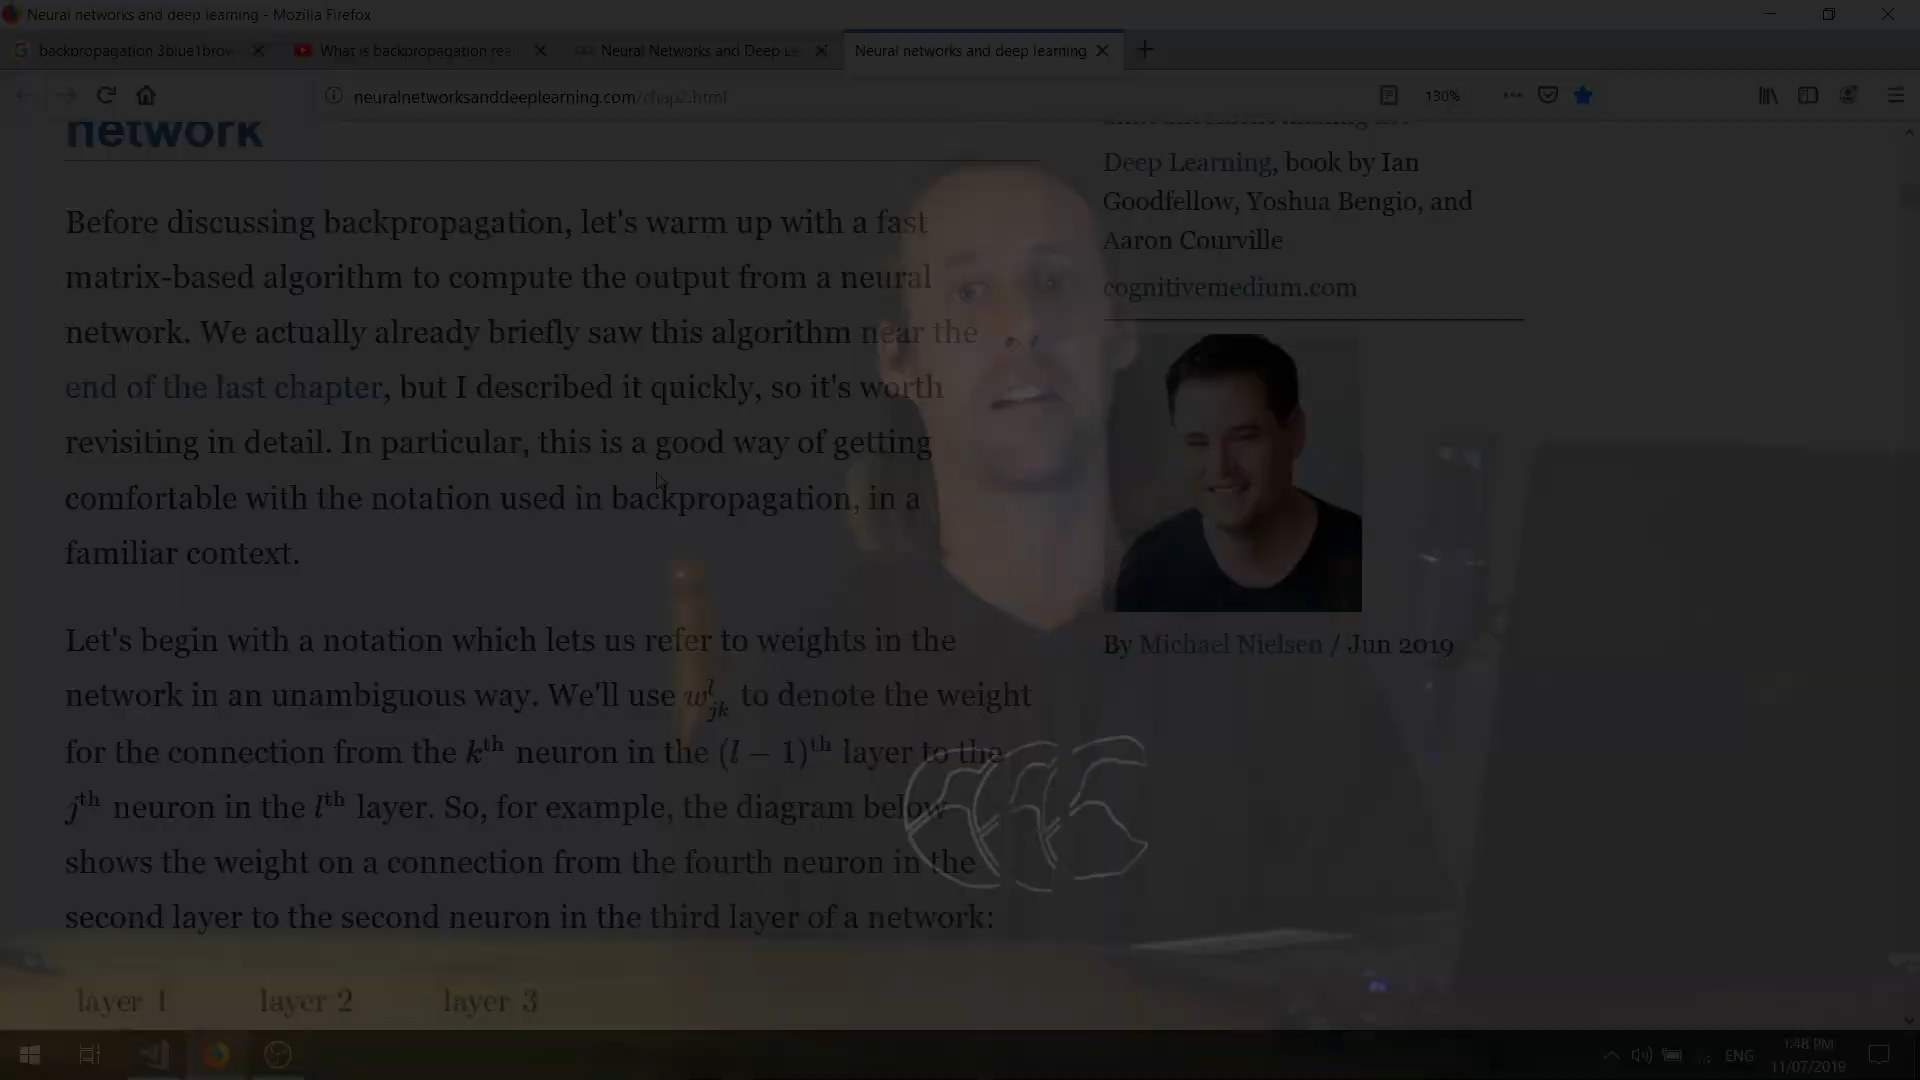 Neural networks and deep learning - Mozilla Firefox
backpropagation 3blue1brow
What is backpropagation rea
Neural Networks and Deep Le
Neural networks and deep learning
neuralnetworksanddeeplearning.com/chap2.html
130%
network
Before discussing backpropagation, let's warm up with a fast
matrix-based algorithm to compute the output from a neural
network. We actually already briefly saw this algorithm near the
end of the last chapter, but I described it quickly, so it's worth
revisiting in detail. In particular, this is a good way of getting
comfortable with the notation used in backpropagation, in a
familiar context.
Let's begin with a notation which lets us refer to weights in the
network in an unambiguous way. We'll use w^l_jk to denote the weight
for the connection from the k^th neuron in the (l − 1)^th layer to the
j^th neuron in the l^th layer. So, for example, the diagram below
shows the weight on a connection from the fourth neuron in the
second layer to the second neuron in the third layer of a network:
layer 1 layer 2 layer 3
Deep Learning, book by Ian
Goodfellow, Yoshua Bengio, and
Aaron Courville
cognitivemedium.com
By Michael Nielsen / Jun 2019
ENG
1:48 PM
11/07/2019